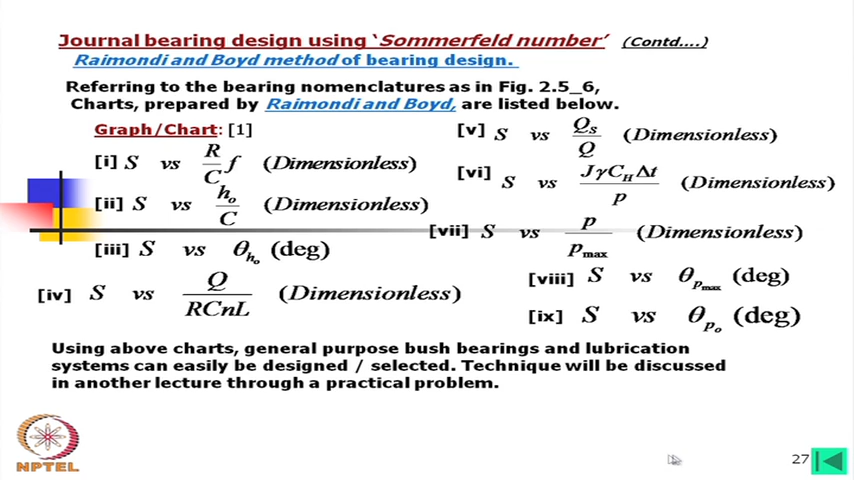 Journal bearing design using ‘Sommerfeld number’ (Contd....)
Raimondi and Boyd method of bearing design.
Referring to the bearing nomenclatures as in Fig. 2.5_6,
Charts, prepared by Raimondi and Boyd, are listed below.
Graph/Chart: [1]
[i] S vs R/C f (Dimensionless)
[ii] S vs h_o/C (Dimensionless)
[iii] S vs θ_h_o (deg)
[iv] S vs Q/RCnL (Dimensionless)
[v] S vs Q_s/Q (Dimensionless)
[vi] S vs JγC_HΔt/p (Dimensionless)
[vii] S vs p/p_max (Dimensionless)
[viii] S vs θ_p_max (deg)
[ix] S vs θ_p_o (deg)
Using above charts, general purpose bush bearings and lubrication
systems can easily be designed / selected. Technique will be discussed
in another lecture through a practical problem.
NPTEL
27